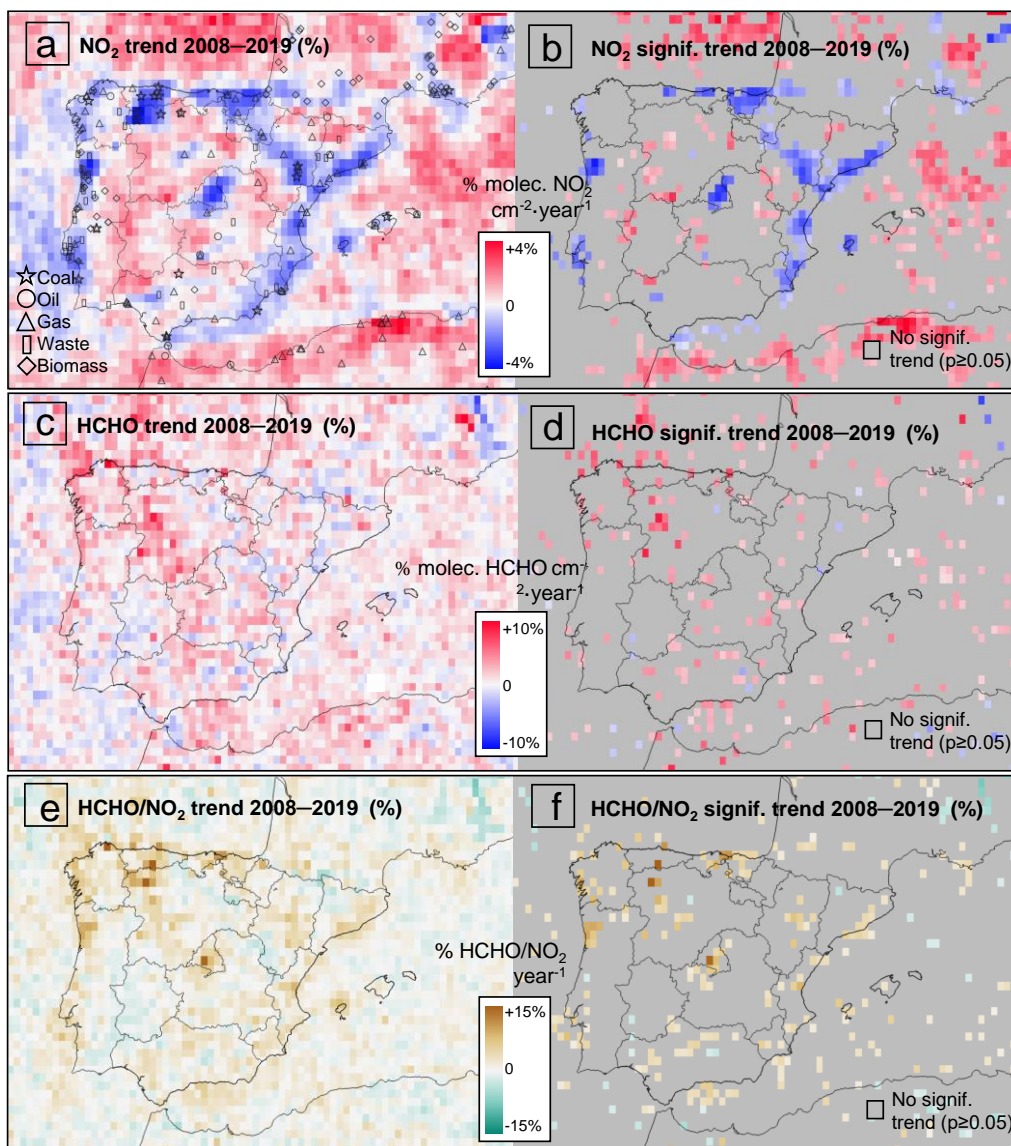 a
NO₂ trend 2008—2019 (%)
b
NO₂ signif. trend 2008—2019 (%)
% molec. NO₂
cm⁻²·year⁻¹
+4%
0
-4%
Coal
Oil
Gas
Waste
Biomass
No signif.
trend (p≥0.05)
c
HCHO trend 2008—2019 (%)
d
HCHO signif. trend 2008—2019 (%)
% molec. HCHO cm⁻
²·year⁻¹
+10%
0
-10%
No signif.
trend (p≥0.05)
e
HCHO/NO₂ trend 2008—2019 (%)
f
HCHO/NO₂ signif. trend 2008—2019 (%)
% HCHO/NO₂
year⁻¹
+15%
0
-15%
No signif.
trend (p≥0.05)